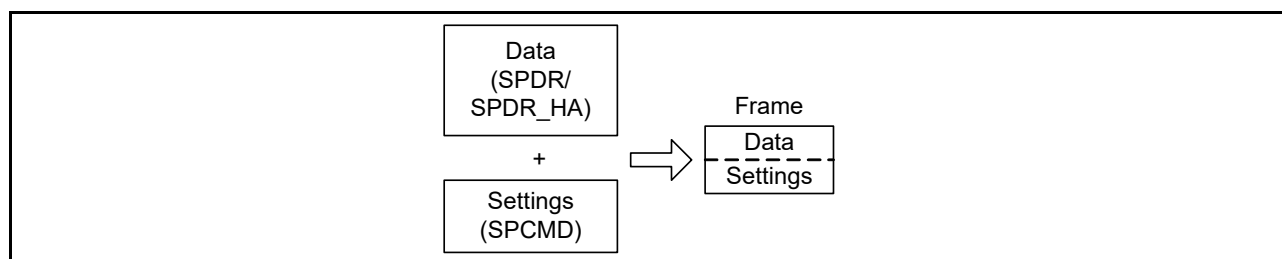 Data
(SPDR/
SPDR_HA)
+
Settings
(SPCMD)
Frame
Data
Settings